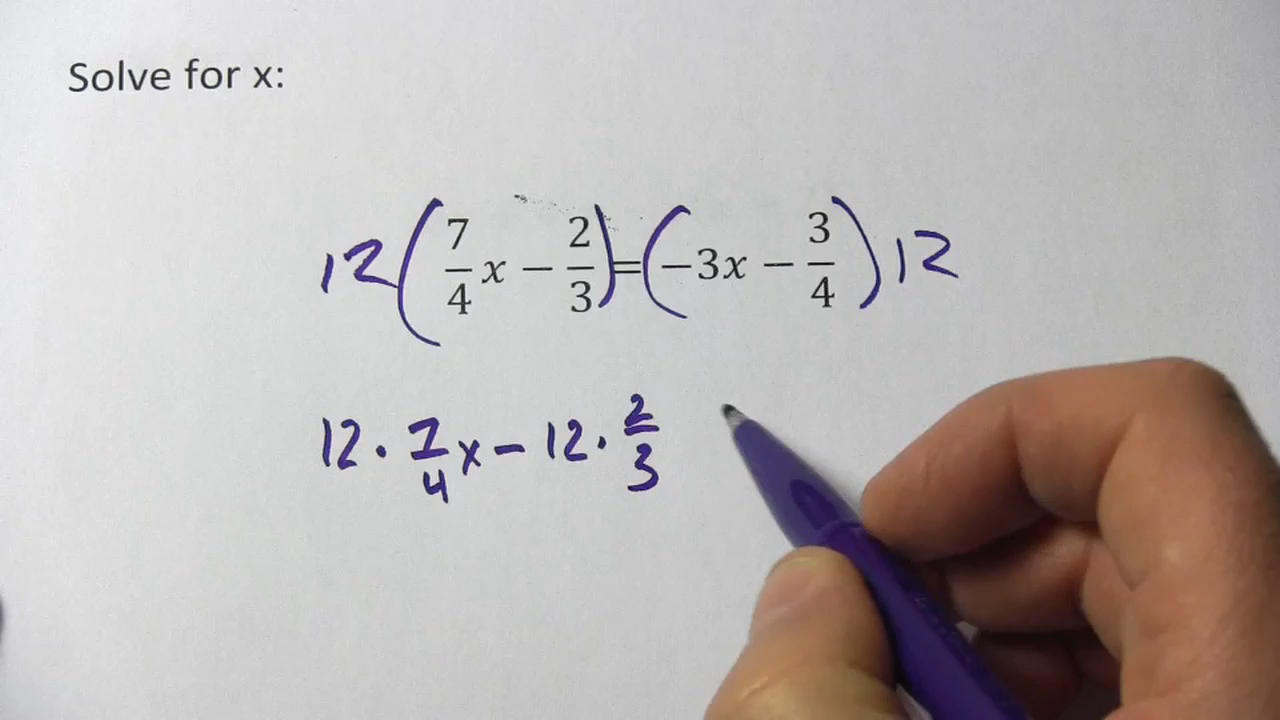 Solve for x:
12(7/4 x − 2/3) = (−3x − 3/4)12
12 · 7/4 x − 12 · 2/3